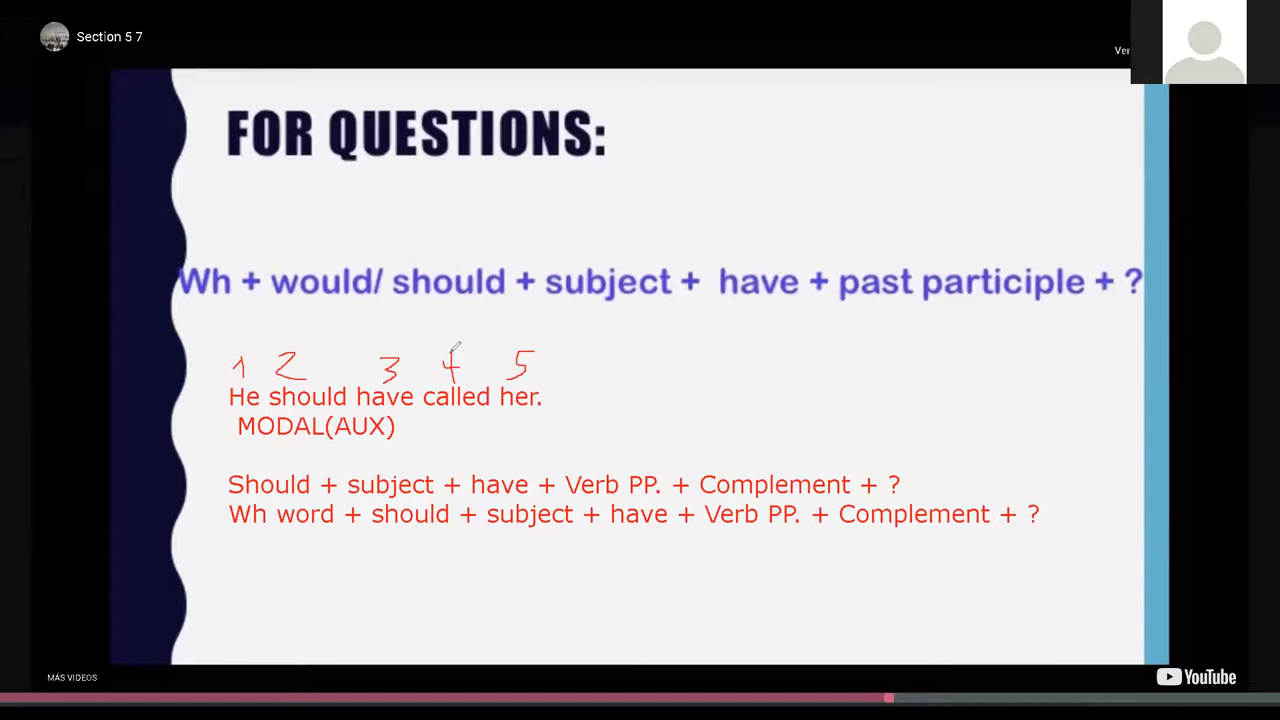 Section 5 7
Ver
FOR QUESTIONS:
Wh + would/ should + subject + have + past participle + ?
1 2 3 4 5
He should have called her.
MODAL(AUX)
Should + subject + have + Verb PP. + Complement + ?
Wh word + should + subject + have + Verb PP. + Complement + ?
MÁS VIDEOS
YouTube